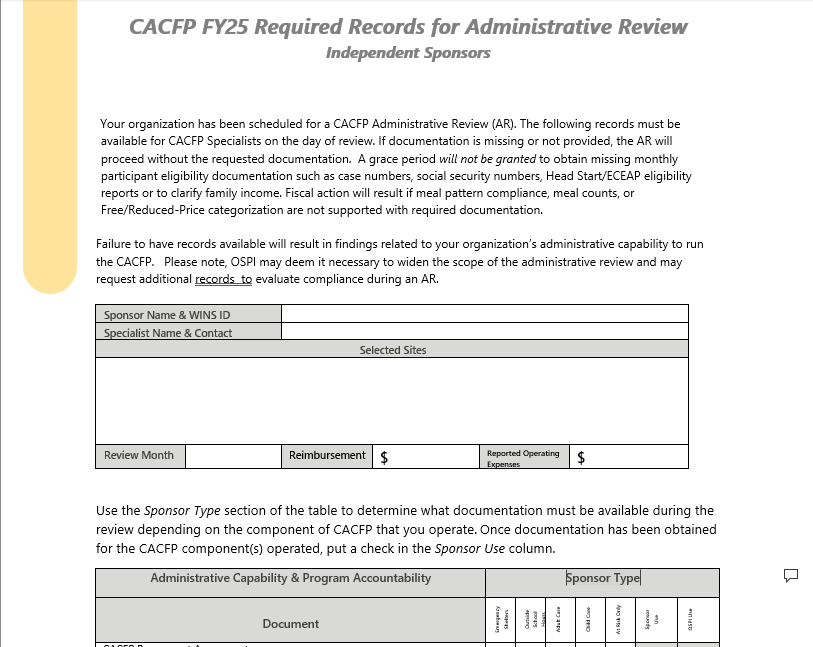 CACFP FY25 Required Records for Administrative Review
Independent Sponsors
Your organization has been scheduled for a CACFP Administrative Review (AR). The following records must be
available for CACFP Specialists on the day of review. If documentation is missing or not provided, the AR will
proceed without the requested documentation.  A grace period will not be granted to obtain missing monthly
participant eligibility documentation such as case numbers, social security numbers, Head Start/ECEAP eligibility
reports or to clarify family income. Fiscal action will result if meal pattern compliance, meal counts, or
Free/Reduced-Price categorization are not supported with required documentation.
Failure to have records available will result in findings related to your organization's administrative capability to run
the CACFP.   Please note, OSPI may deem it necessary to widen the scope of the administrative review and may
request additional records  to evaluate compliance during an AR.
Sponsor Name & WINS ID
Specialist Name & Contact
Selected Sites
Review Month
Reimbursement
$
Reported Operating
Expenses
$
Use the Sponsor Type section of the table to determine what documentation must be available during the
review depending on the component of CACFP that you operate. Once documentation has been obtained
for the CACFP component(s) operated, put a check in the Sponsor Use column.
Administrative Capability & Program Accountability
Sponsor Type
Document
Emergency
Shelters
Outside
School
Hours
Adult Care
Child Care
At Risk Only
Sponsor
Use
OSPI Use